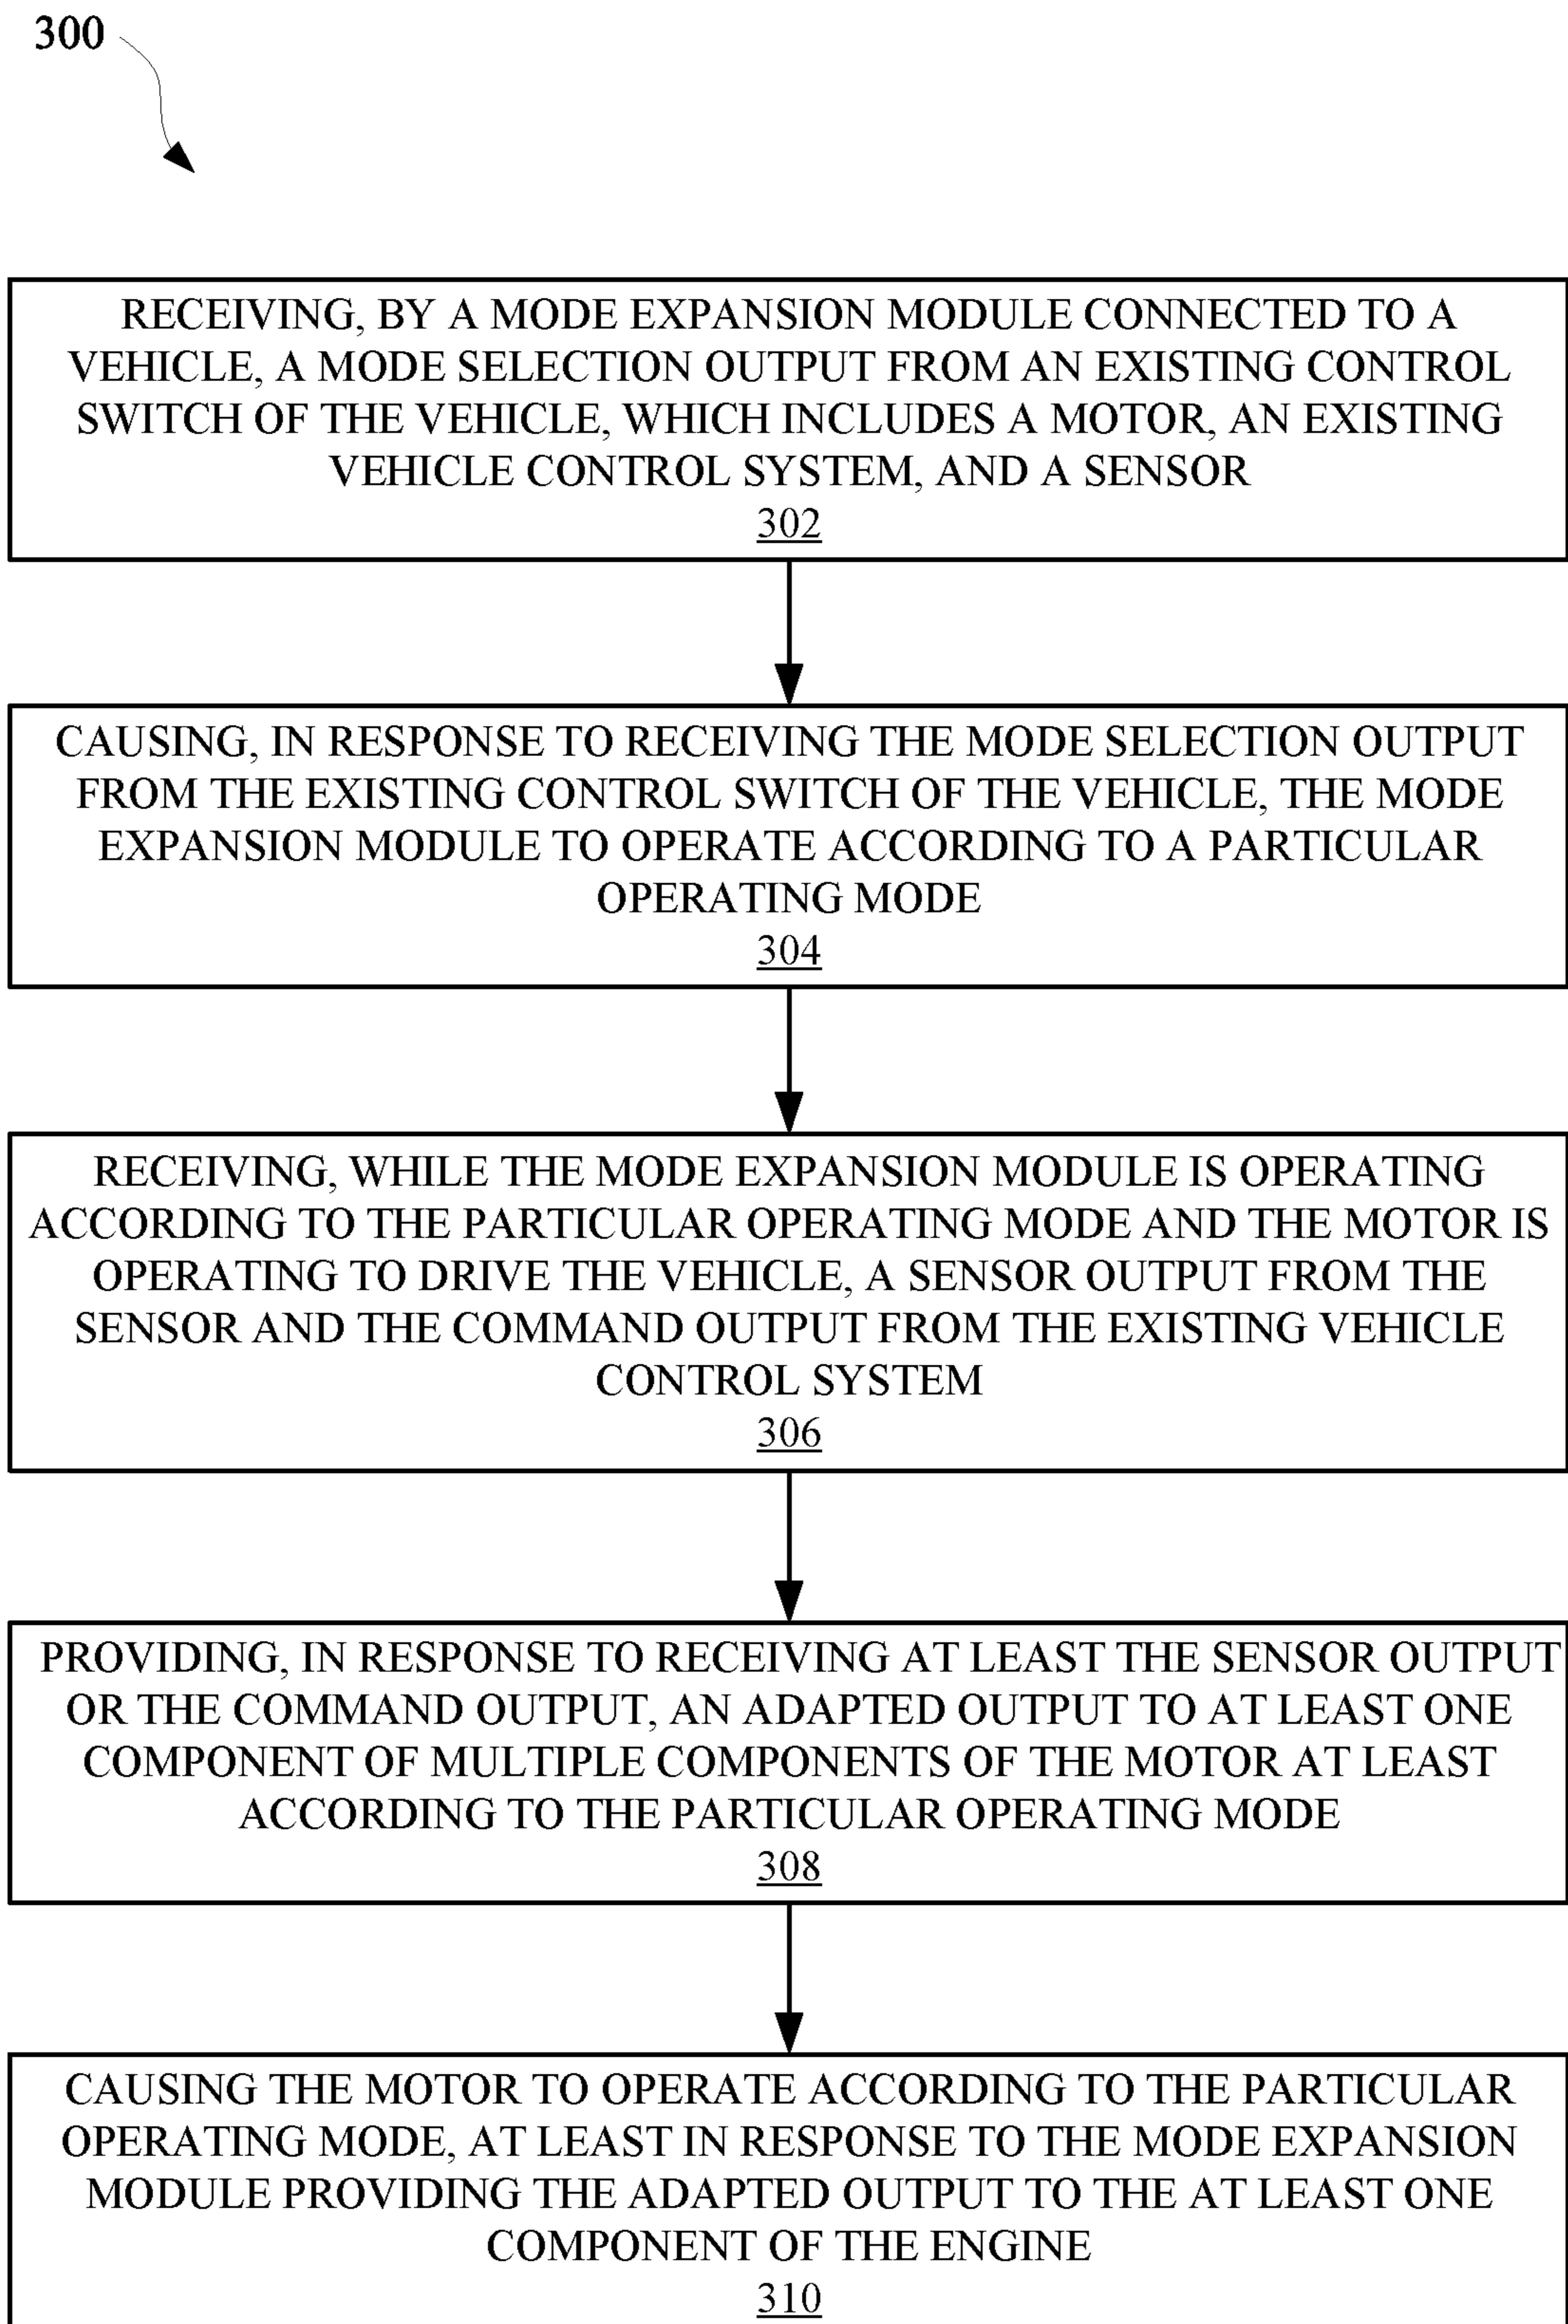 300
RECEIVING, BY A MODE EXPANSION MODULE CONNECTED TO A
VEHICLE, A MODE SELECTION OUTPUT FROM AN EXISTING CONTROL
SWITCH OF THE VEHICLE, WHICH INCLUDES A MOTOR, AN EXISTING
VEHICLE CONTROL SYSTEM, AND A SENSOR
302
CAUSING, IN RESPONSE TO RECEIVING THE MODE SELECTION OUTPUT
FROM THE EXISTING CONTROL SWITCH OF THE VEHICLE, THE MODE
EXPANSION MODULE TO OPERATE ACCORDING TO A PARTICULAR
OPERATING MODE
304
RECEIVING, WHILE THE MODE EXPANSION MODULE IS OPERATING
ACCORDING TO THE PARTICULAR OPERATING MODE AND THE MOTOR IS
OPERATING TO DRIVE THE VEHICLE, A SENSOR OUTPUT FROM THE
SENSOR AND THE COMMAND OUTPUT FROM THE EXISTING VEHICLE
CONTROL SYSTEM
306
PROVIDING, IN RESPONSE TO RECEIVING AT LEAST THE SENSOR OUTPUT
OR THE COMMAND OUTPUT, AN ADAPTED OUTPUT TO AT LEAST ONE
COMPONENT OF MULTIPLE COMPONENTS OF THE MOTOR AT LEAST
ACCORDING TO THE PARTICULAR OPERATING MODE
308
CAUSING THE MOTOR TO OPERATE ACCORDING TO THE PARTICULAR
OPERATING MODE, AT LEAST IN RESPONSE TO THE MODE EXPANSION
MODULE PROVIDING THE ADAPTED OUTPUT TO THE AT LEAST ONE
COMPONENT OF THE ENGINE
310